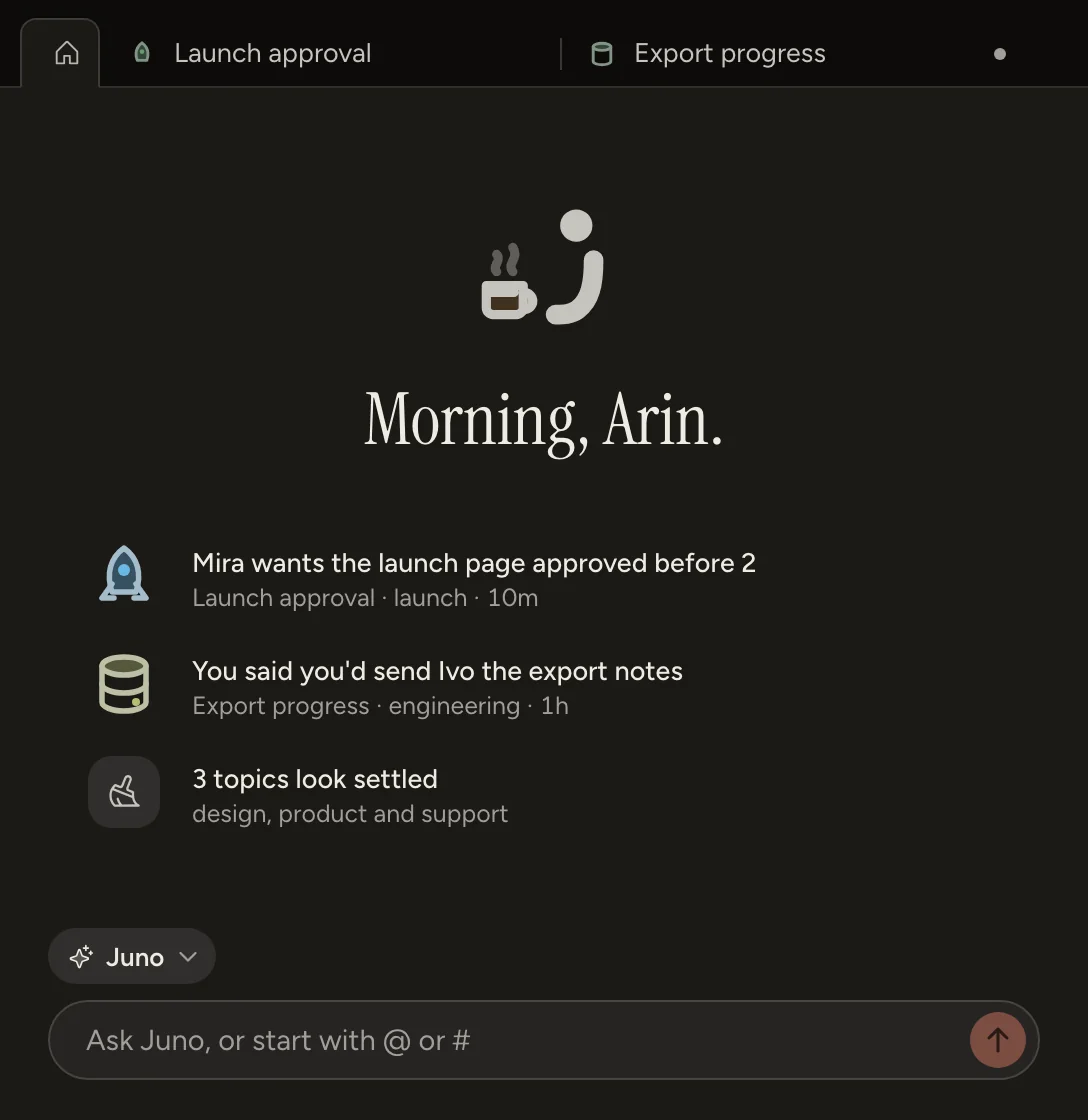 Launch approval
Export progress
Morning, Arin.
Mira wants the launch page approved before 2
Launch approval · launch · 10m
You said you'd send Ivo the export notes
Export progress · engineering · 1h
3 topics look settled
design, product and support
Juno
Ask Juno, or start with @ or #